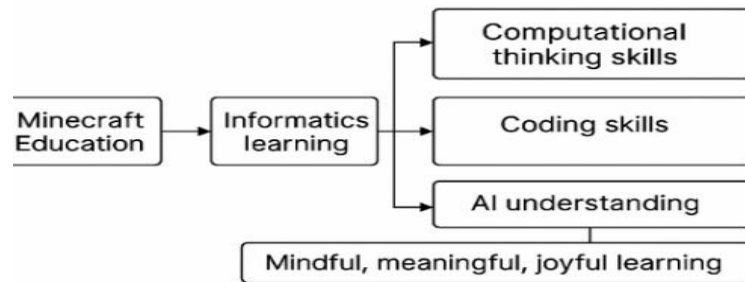 Minecraft
Education
Informatics
learning
Computational
thinking skills
Coding skills
AI understanding
Mindful, meaningful, joyful learning